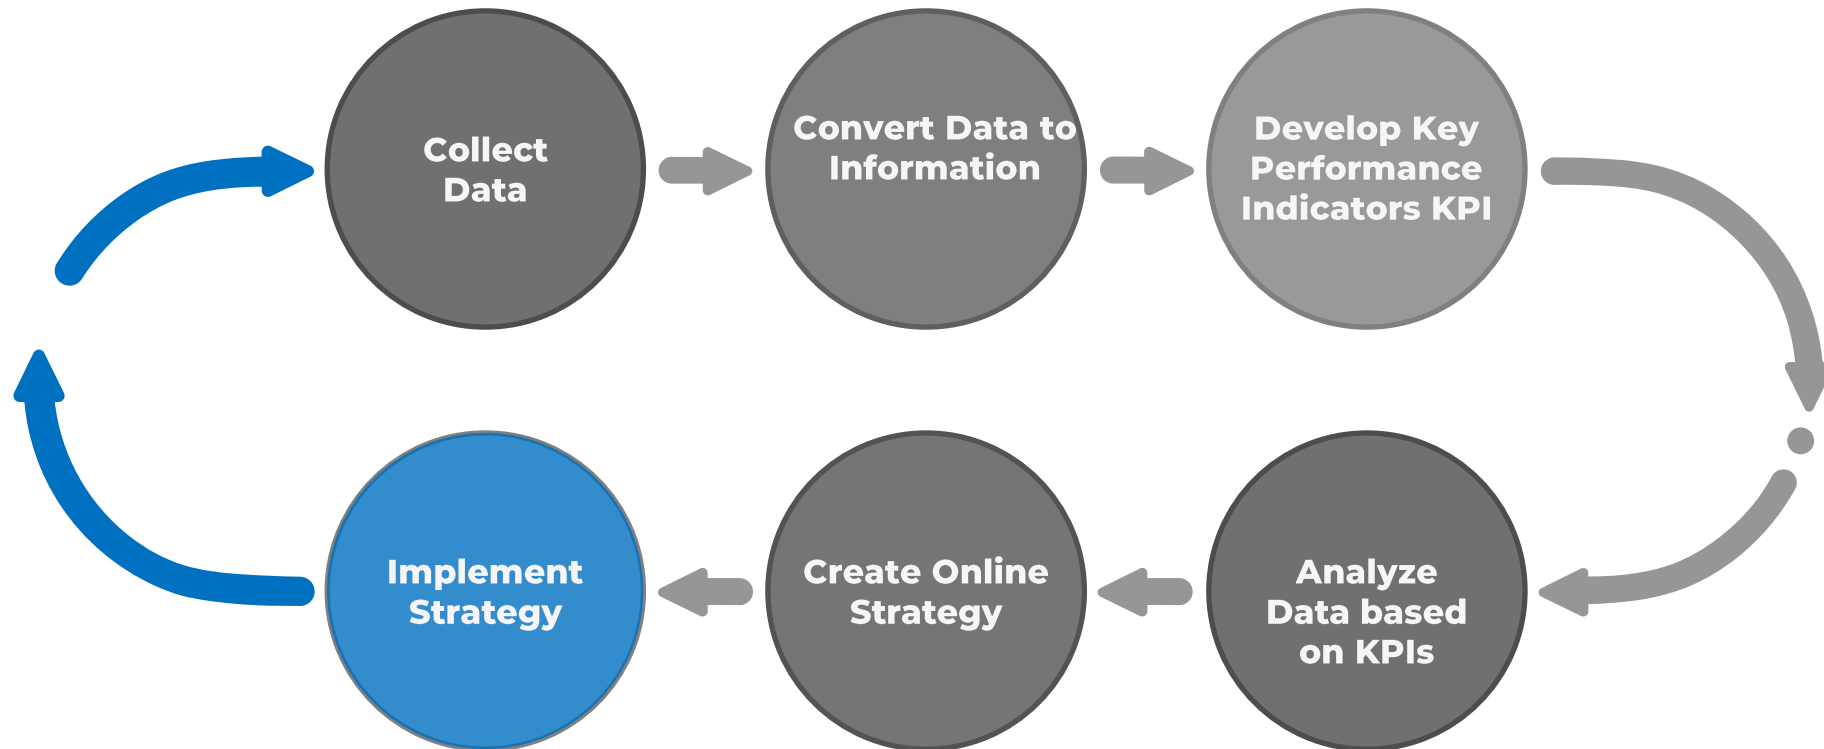 Collect
Data
Convert Data to
Information
Develop Key
Performance
Indicators KPI
Implement
Strategy
Create Online
Strategy
Analyze
Data based
on KPIs